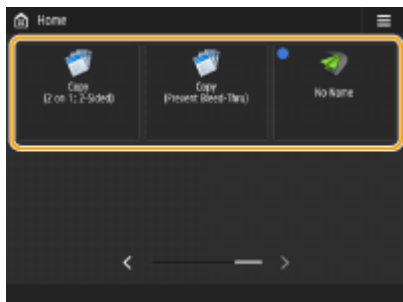 Home
Copy
(2 on 1: 2-Sided)
Copy
(Prevent Bleed-Thru)
No Name